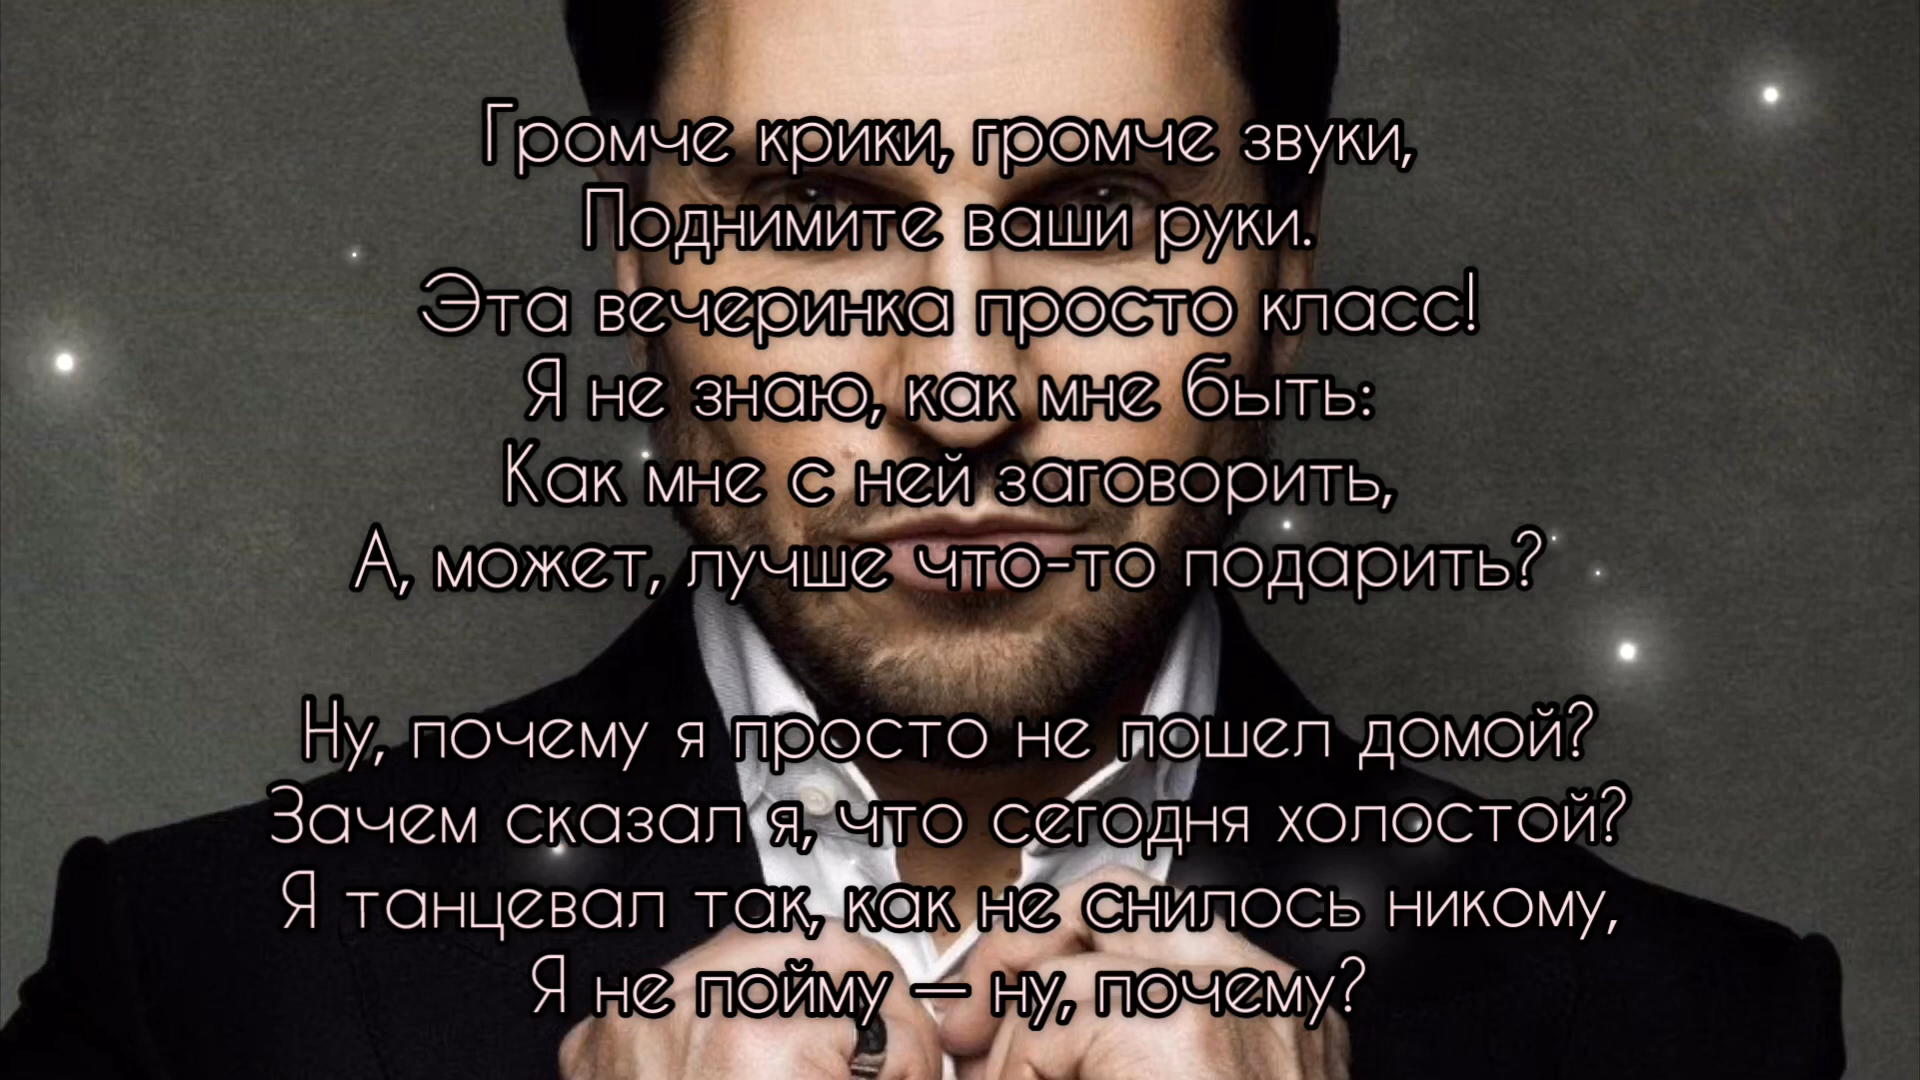 Громче крики, громче звуки,
Поднимите ваши руки.
Эта вечеринка просто класс!
Я не знаю, как мне быть:
Как мне с ней заговорить,
А, может, лучше что-то подарить?
Ну, почему я просто не пошел домой?
Зачем сказал я, что сегодня холостой?
Я танцевал так, как не снилось никому,
Я не пойму — ну, почему?